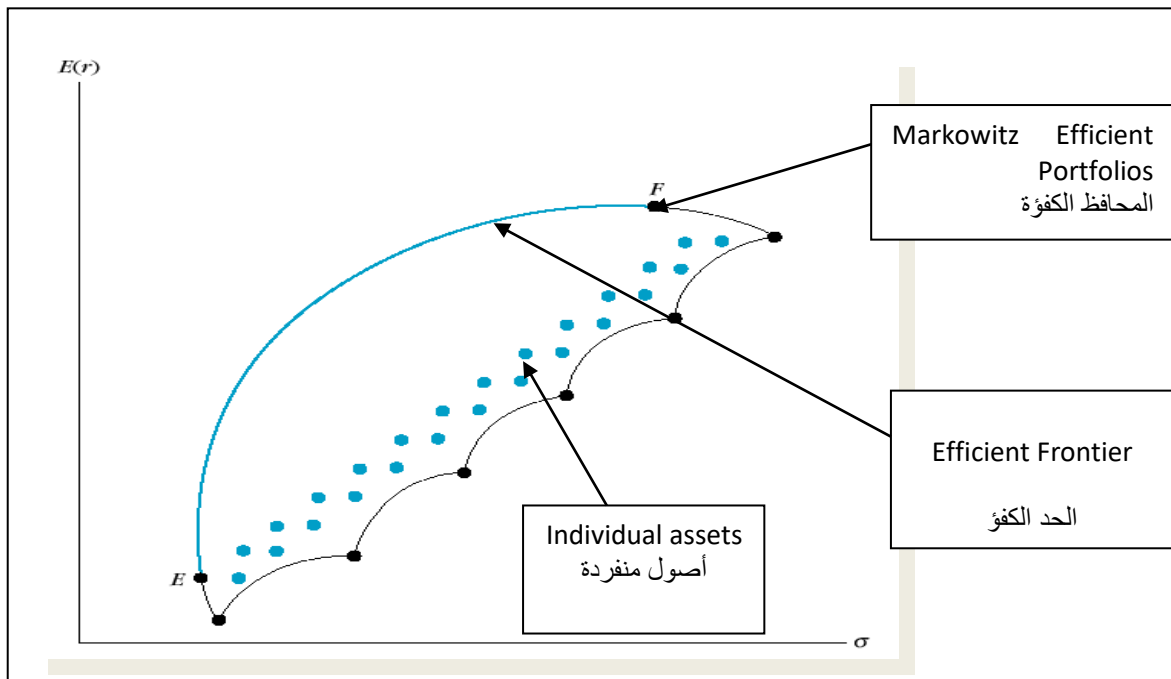 E(r)
Markowitz Efficient
Portfolios
المحافظ الكفؤة
F
Efficient Frontier
الحد الكفؤ
Individual assets
أصول منفردة
E
σ